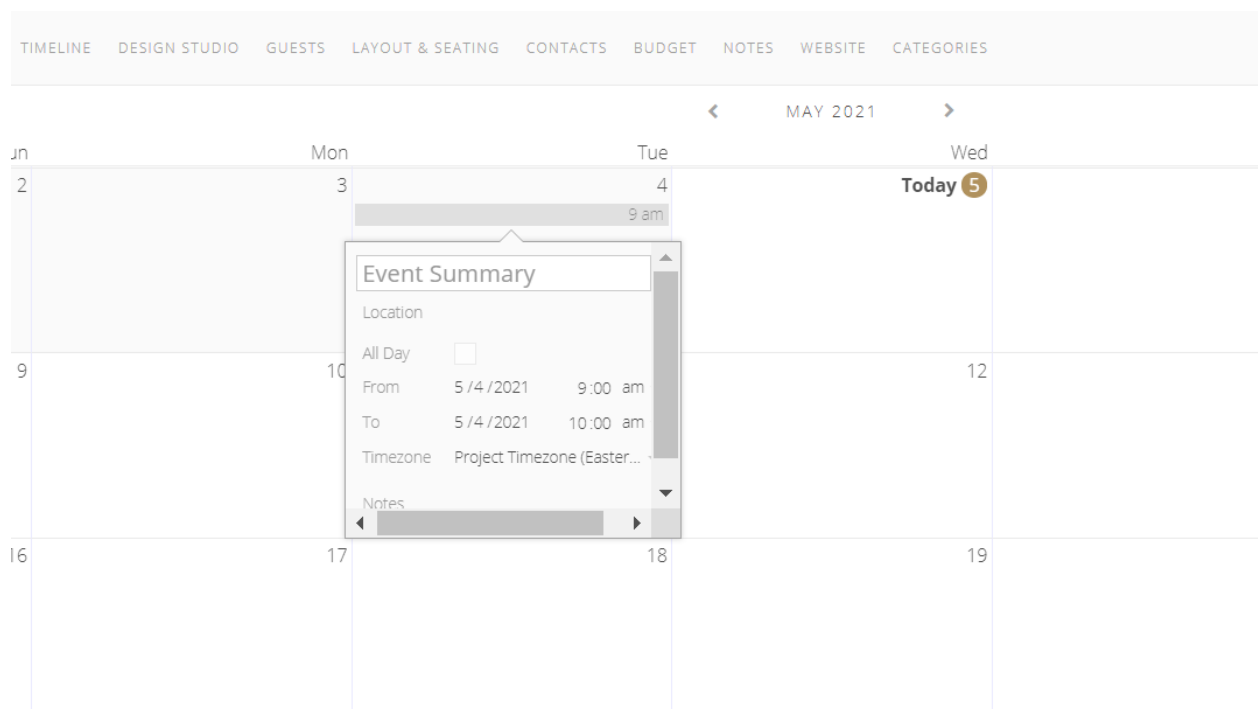 TIMELINE DESIGN STUDIO GUESTS LAYOUT & SEATING CONTACTS BUDGET NOTES WEBSITE CATEGORIES
MAY 2021
un Mon Tue Wed
2 3 4 Today 5
9 am
Event Summary
Location
All Day
9 10 12
From 5 /4 /2021 9:00 am
To 5 /4 /2021 10:00 am
Timezone Project Timezone (Easter...
Notes
16 17 18 19